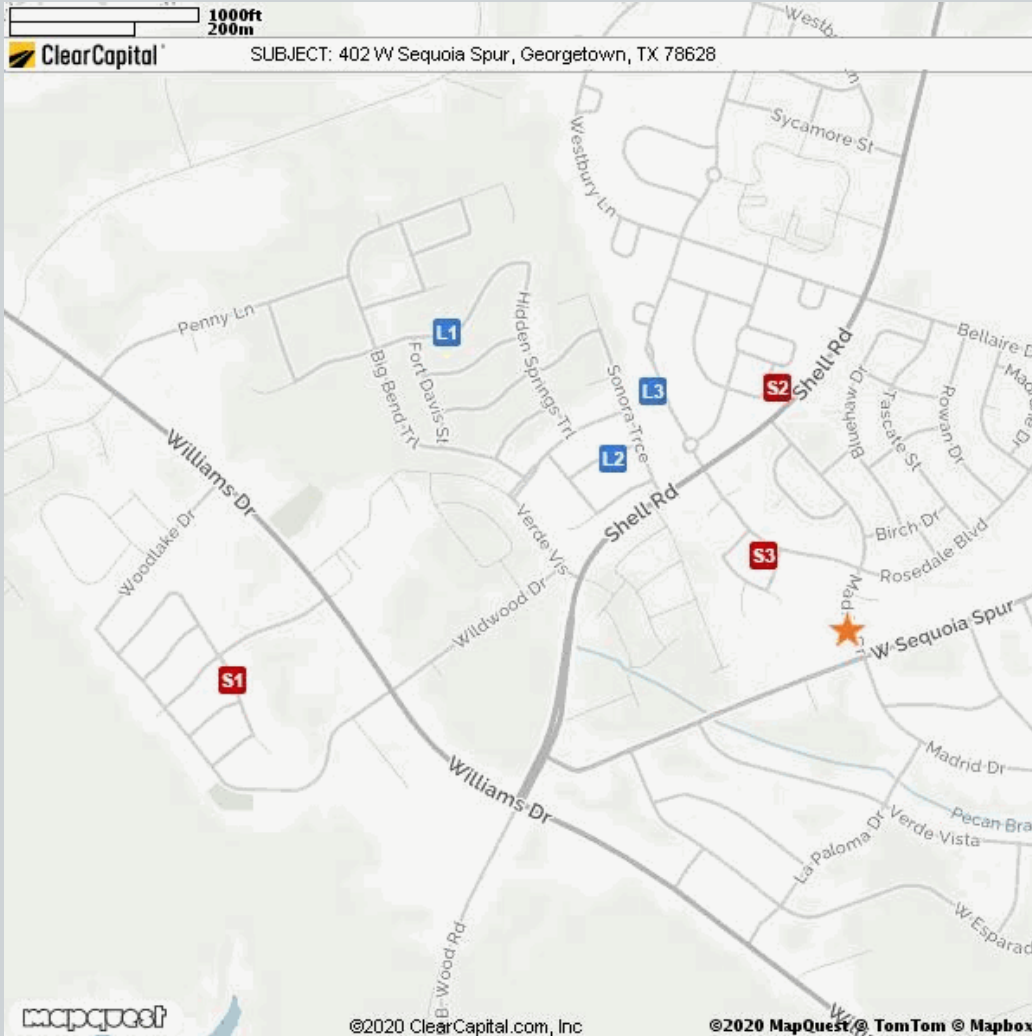 1000ft
200m
ClearCapital
SUBJECT: 402 W Sequoia Spur, Georgetown, TX 78628
Sycamore St
Westbury Ln
Penny Ln
Hidden Springs Trl
L1
Big Bend Trl
Fort Davis St
Sonora Trce
L3
S2
Shell Rd
Bellaire D
Bluehaw Dr
Tascate St
Rowan Dr
Williams Dr
L2
Shell Rd
Woodlake Dr
Verde Vis
Birch Dr
S3
Rosedale Blvd
Wildwood Dr
Mad
W Sequoia Spur
S1
Williams Dr
Madrid Dr
Pecan Bra
Verde Vista
La Paloma Dr
W Esparad
B Wood Rd
mapquest
©2020 ClearCapital.com, Inc
©2020 MapQuest © TomTom © Mapbox